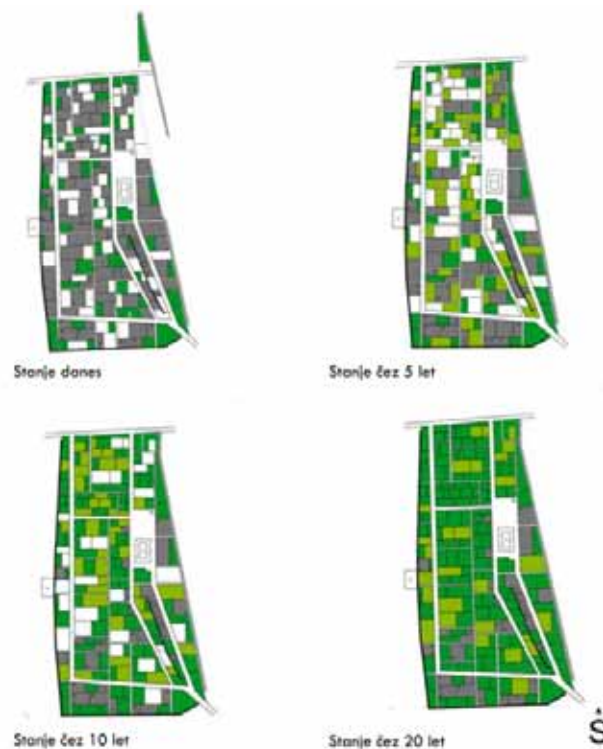 Stanje danes
Stanje čez 5 let
Stanje čez 10 let
Stanje čez 20 let
Š